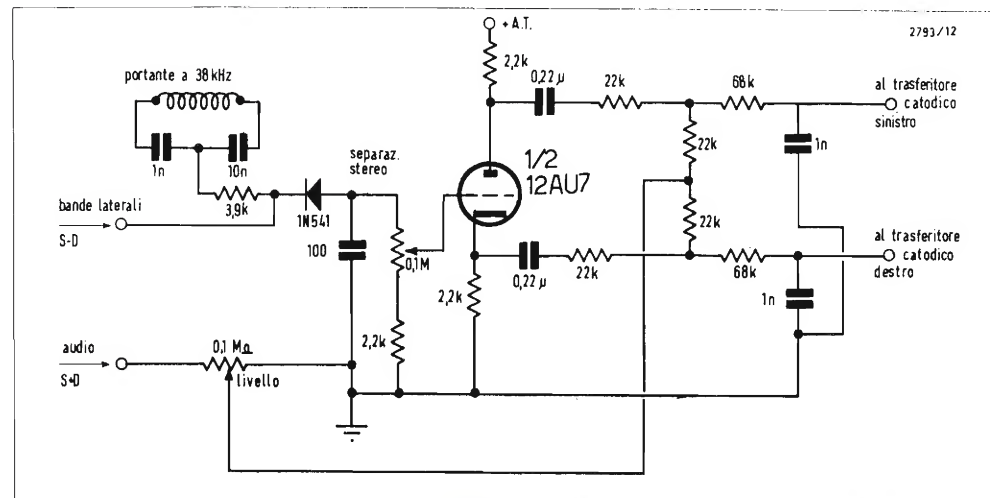 + A.T.
2793/12
2,2k
0,22 µ
22k
68k
al trasferitore
catodico
sinistro
portante a 38 kHz
1n
10n
separaz.
stereo
1/2
12AU7
22k
1n
3,9k
1N541
bande laterali
S-D
100
0,1M
22k
al trasferitore
catodico
destro
0,22 µ
22k
68k
2,2k
1n
2,2k
audio
S+D
0,1 MΩ
livello